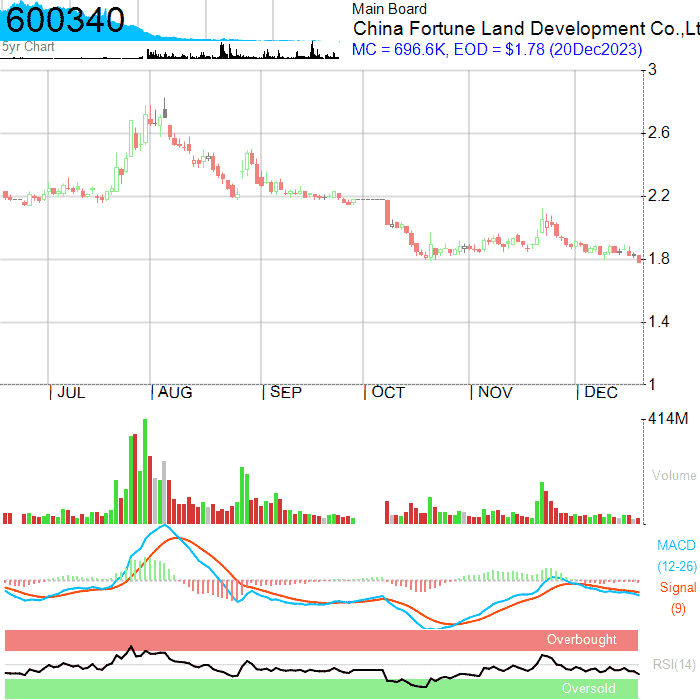 600340
5yr Chart
Main Board
China Fortune Land Development Co.,Lt
MC = 696.6K, EOD = $1.78 (20Dec2023)
3
2.6
2.2
1.8
1.4
1
JUL AUG SEP OCT NOV DEC
414M
Volume
MACD
(12-26)
Signal
(9)
Overbought
RSI(14)
Oversold